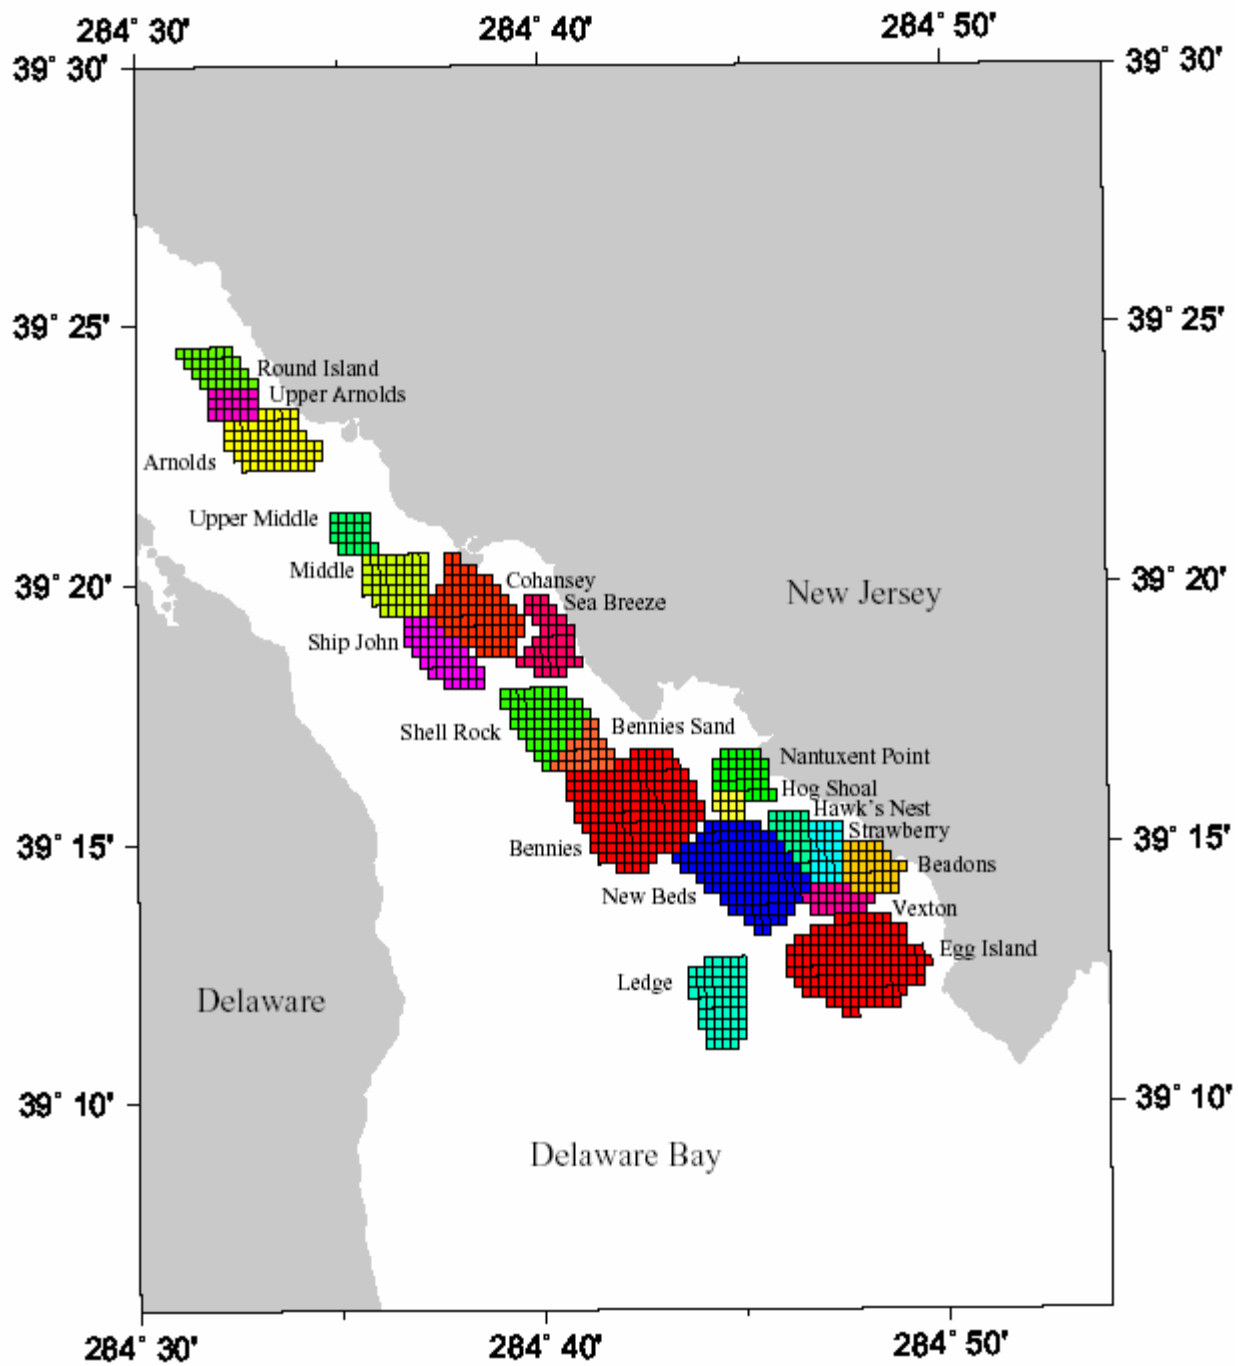 284° 30'
284° 40'
284° 50'
39° 30'
39° 30'
39° 25'
39° 25'
Round Island
Upper Arnolds
Arnolds
Upper Middle
Middle
39° 20'
39° 20'
Cohansey
New Jersey
Sea Breeze
Ship John
Shell Rock
Bennies Sand
Nantuxent Point
Hog Shoal
Hawk's Nest
Strawberry
39° 15'
39° 15'
Bennies
Beadons
New Beds
Vexton
Egg Island
Ledge
Delaware
39° 10'
39° 10'
Delaware Bay
284° 30'
284° 40'
284° 50'